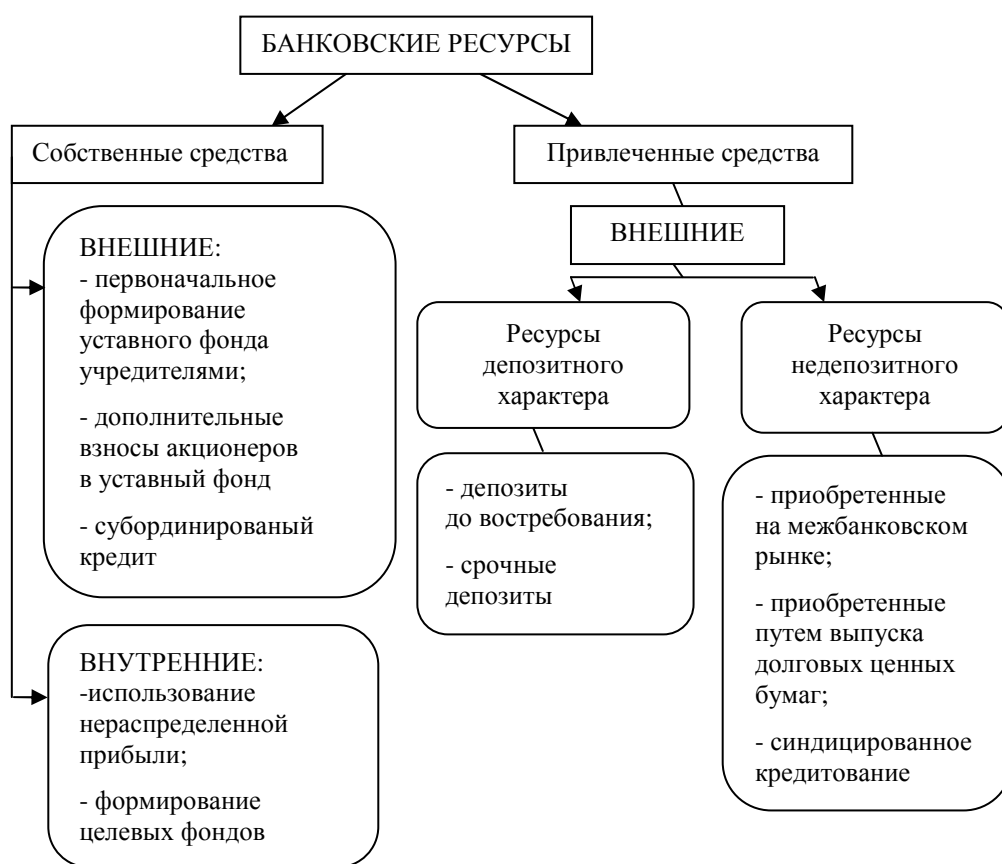 БАНКОВСКИЕ РЕСУРСЫ
Собственные средства
Привлеченные средства
ВНЕШНИЕ:
- первоначальное
формирование
уставного фонда
учредителями;
- дополнительные
взносы акционеров
в уставный фонд
- субординированый
кредит
ВНУТРЕННИЕ:
-использование
нераспределенной
прибыли;
- формирование
целевых фондов
ВНЕШНИЕ
Ресурсы
депозитного
характера
- депозиты
до востребования;
- срочные
депозиты
Ресурсы
недепозитного
характера
- приобретенные
на межбанковском
рынке;
- приобретенные
путем выпуска
долговых ценных
бумаг;
- синдицированное
кредитование